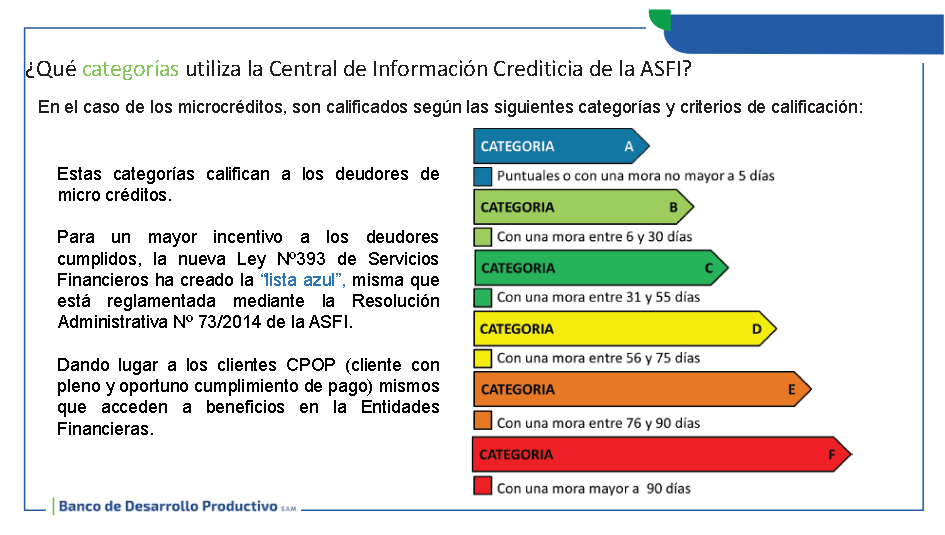 ¿Qué categorías utiliza la Central de Información Crediticia de la ASFI?
En el caso de los microcréditos, son calificados según las siguientes categorías y criterios de calificación:
Estas categorías califican a los deudores de
micro créditos.
Para un mayor incentivo a los deudores
cumplidos, la nueva Ley Nº393 de Servicios
Financieros ha creado la “lista azul”, misma que
está reglamentada mediante la Resolución
Administrativa Nº 73/2014 de la ASFI.
Dando lugar a los clientes CPOP (cliente con
pleno y oportuno cumplimiento de pago) mismos
que acceden a beneficios en la Entidades
Financieras.
CATEGORIA A
Puntuales o con una mora no mayor a 5 días
CATEGORIA B
Con una mora entre 6 y 30 días
CATEGORIA C
Con una mora entre 31 y 55 días
CATEGORIA D
Con una mora entre 56 y 75 días
CATEGORIA E
Con una mora entre 76 y 90 días
CATEGORIA F
Con una mora mayor a 90 días
Banco de Desarrollo Productivo S.A.M.